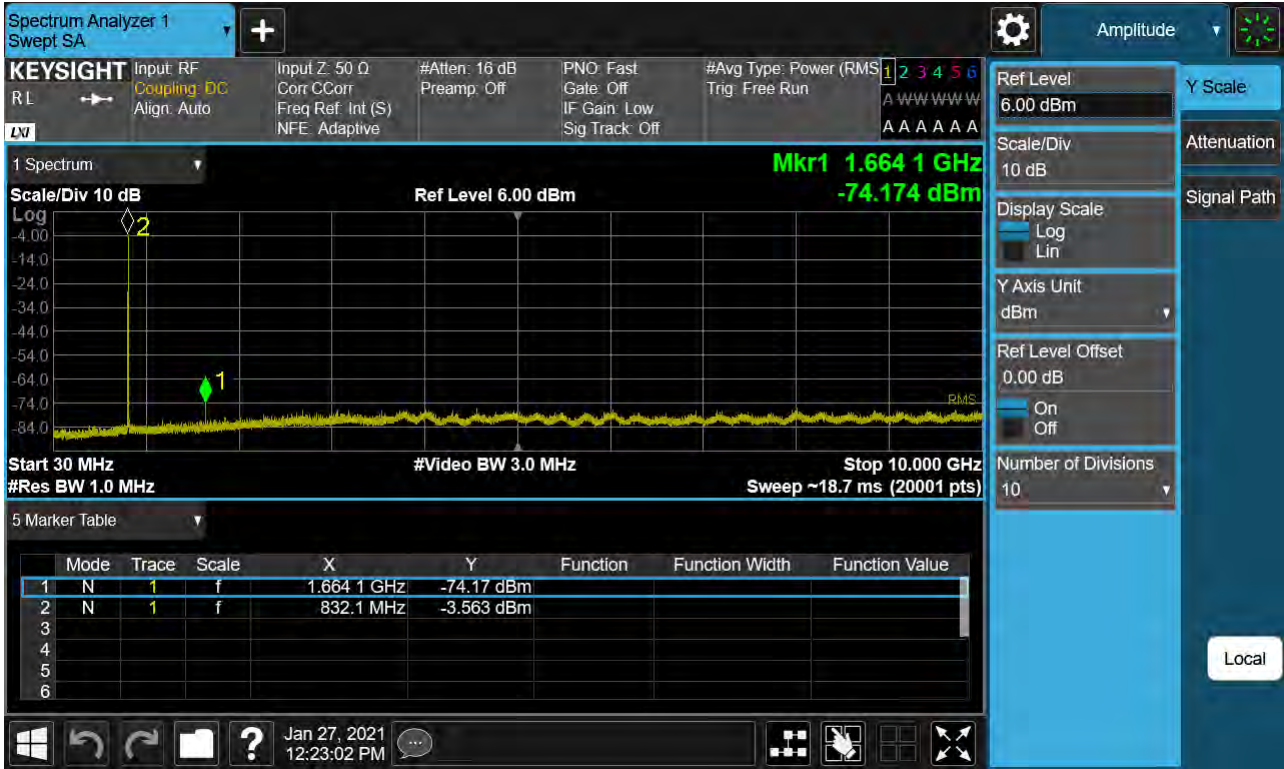 Spectrum Analyzer 1
Swept SA
+
Amplitude
KEYSIGHT
RL
LXI
Input: RF
Coupling: DC
Align: Auto
Input Z: 50 Ω
Corr CCorr
Freq Ref: Int (S)
NFE: Adaptive
#Atten: 16 dB
Preamp: Off
PNO: Fast
Gate: Off
IF Gain: Low
Sig Track: Off
#Avg Type: Power (RMS
Trig: Free Run
1 2 3 4 5 6
A W W W W W
A A A A A A
1 Spectrum
Mkr1 1.664 1 GHz
-74.174 dBm
Scale/Div 10 dB
Ref Level 6.00 dBm
Log
-4.00
-14.0
-24.0
-34.0
-44.0
-54.0
-64.0
-74.0
-84.0
2
1
RMS
Start 30 MHz
#Video BW 3.0 MHz
Stop 10.000 GHz
#Res BW 1.0 MHz
Sweep ~18.7 ms (20001 pts)
5 Marker Table
Mode Trace Scale X Y Function Function Width Function Value
1 N 1 f 1.664 1 GHz -74.17 dBm
2 N 1 f 832.1 MHz -3.563 dBm
3
4
5
6
Ref Level
6.00 dBm
Scale/Div
10 dB
Display Scale
Log
Lin
Y Axis Unit
dBm
Ref Level Offset
0.00 dB
On
Off
Number of Divisions
10
Y Scale
Attenuation
Signal Path
Local
?
Jan 27, 2021
12:23:02 PM